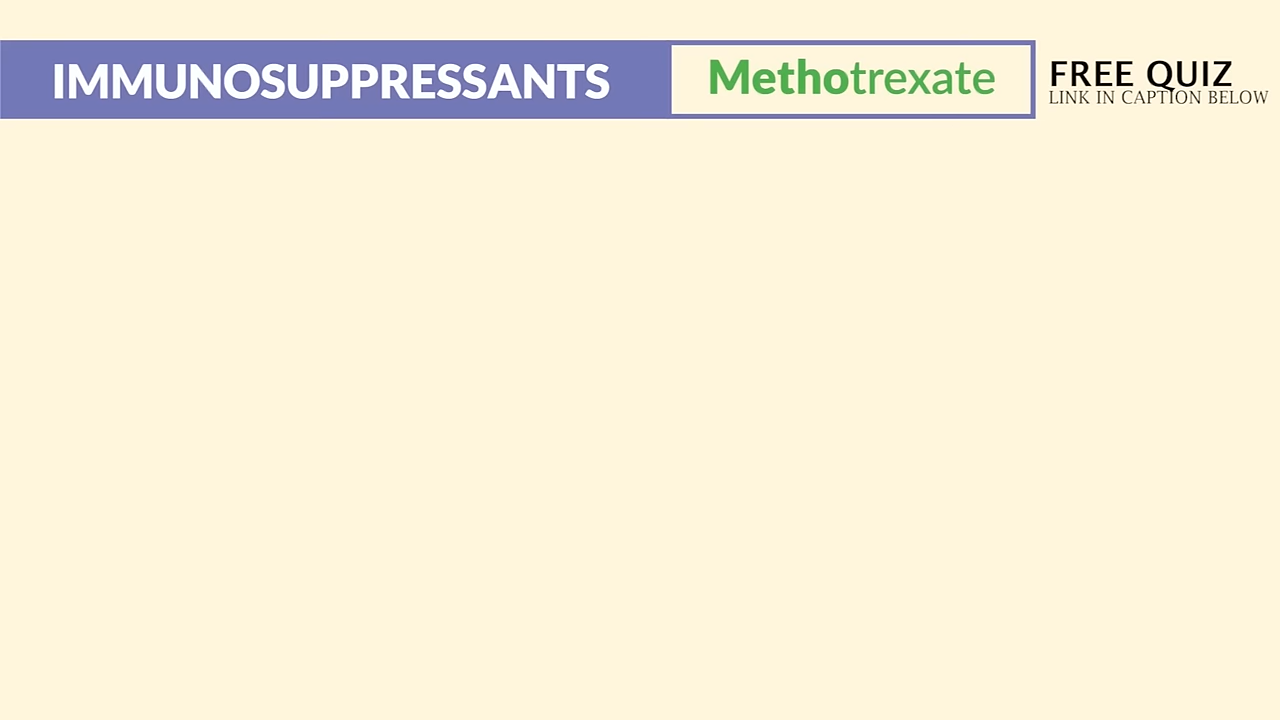 IMMUNOSUPPRESSANTS
Methotrexate
FREE QUIZ
LINK IN CAPTION BELOW